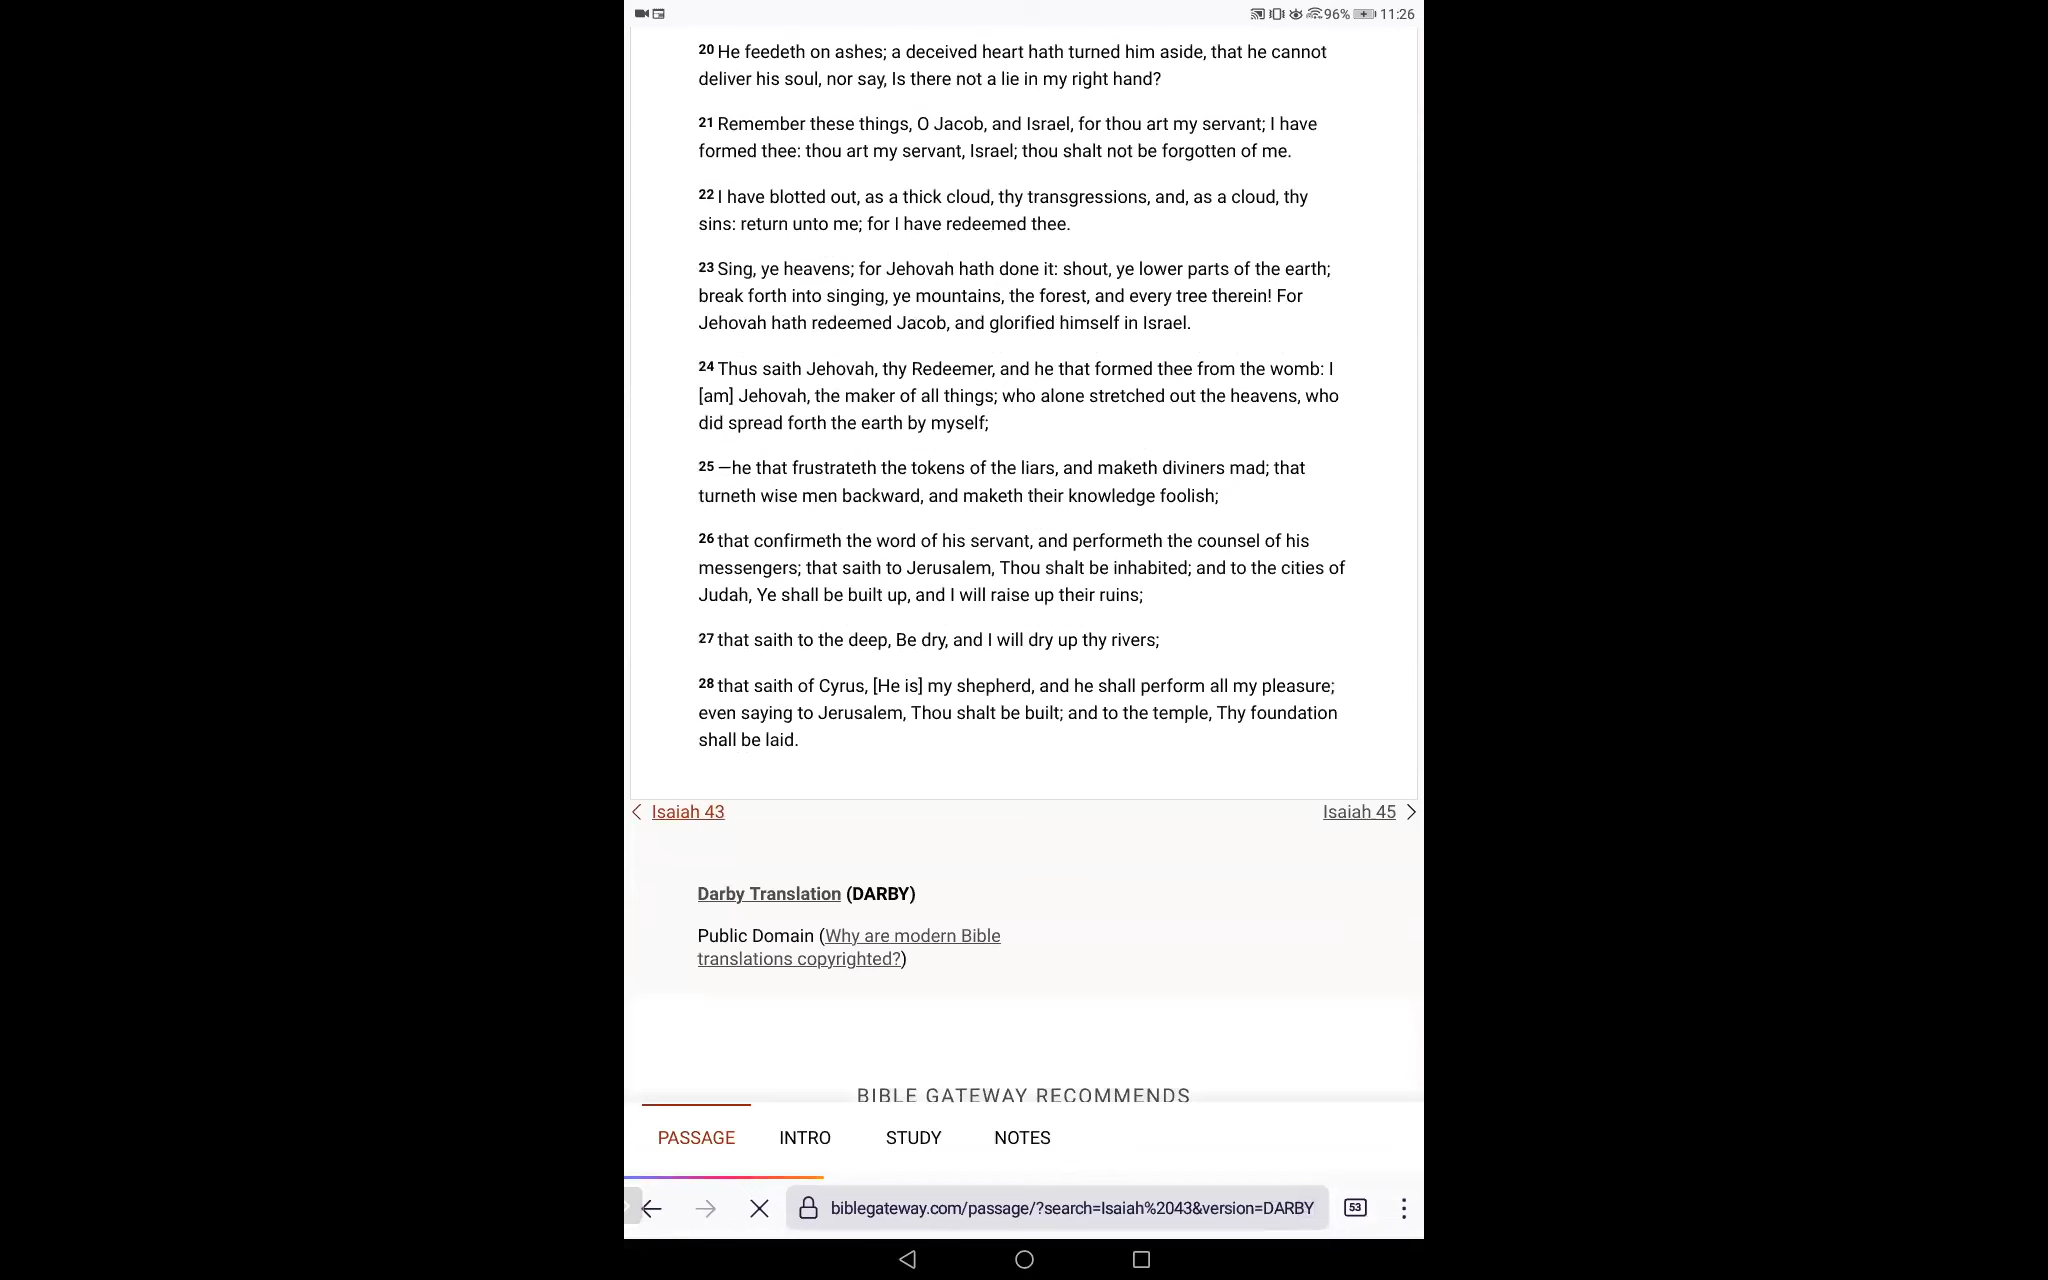 96% 11:26
20 He feedeth on ashes; a deceived heart hath turned him aside, that he cannot
deliver his soul, nor say, Is there not a lie in my right hand?
21 Remember these things, O Jacob, and Israel, for thou art my servant; I have
formed thee: thou art my servant, Israel; thou shalt not be forgotten of me.
22 I have blotted out, as a thick cloud, thy transgressions, and, as a cloud, thy
sins: return unto me; for I have redeemed thee.
23 Sing, ye heavens; for Jehovah hath done it: shout, ye lower parts of the earth;
break forth into singing, ye mountains, the forest, and every tree therein! For
Jehovah hath redeemed Jacob, and glorified himself in Israel.
24 Thus saith Jehovah, thy Redeemer, and he that formed thee from the womb: I
[am] Jehovah, the maker of all things; who alone stretched out the heavens, who
did spread forth the earth by myself;
25 —he that frustrateth the tokens of the liars, and maketh diviners mad; that
turneth wise men backward, and maketh their knowledge foolish;
26 that confirmeth the word of his servant, and performeth the counsel of his
messengers; that saith to Jerusalem, Thou shalt be inhabited; and to the cities of
Judah, Ye shall be built up, and I will raise up their ruins;
27 that saith to the deep, Be dry, and I will dry up thy rivers;
28 that saith of Cyrus, [He is] my shepherd, and he shall perform all my pleasure;
even saying to Jerusalem, Thou shalt be built; and to the temple, Thy foundation
shall be laid.
Isaiah 43 Isaiah 45
Darby Translation (DARBY)
Public Domain (Why are modern Bible
translations copyrighted?)
BIBLE GATEWAY RECOMMENDS
PASSAGE INTRO STUDY NOTES
biblegateway.com/passage/?search=Isaiah%2043&version=DARBY 53